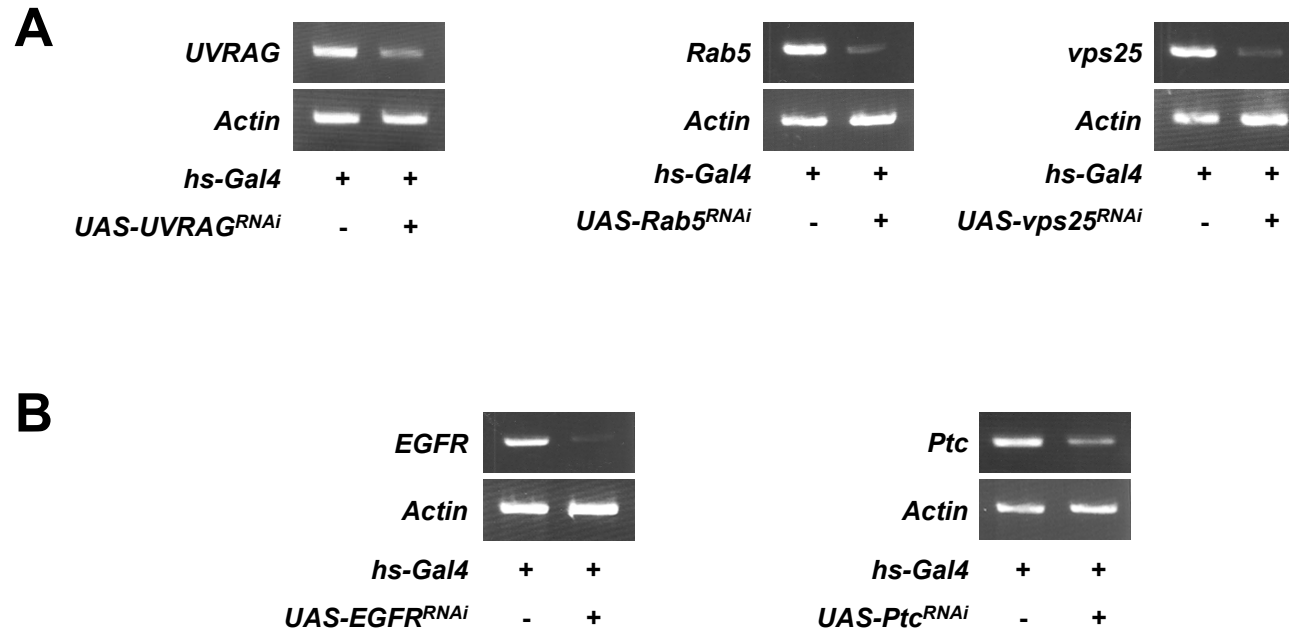 A
UVRAG Rab5 vps25
Actin Actin Actin
hs-Gal4 + + hs-Gal4 + + hs-Gal4 + +
UAS-UVRAG^RNAi - + UAS-Rab5^RNAi - + UAS-vps25^RNAi - +
B
EGFR Ptc
Actin Actin
hs-Gal4 + + hs-Gal4 + +
UAS-EGFR^RNAi - + UAS-Ptc^RNAi - +